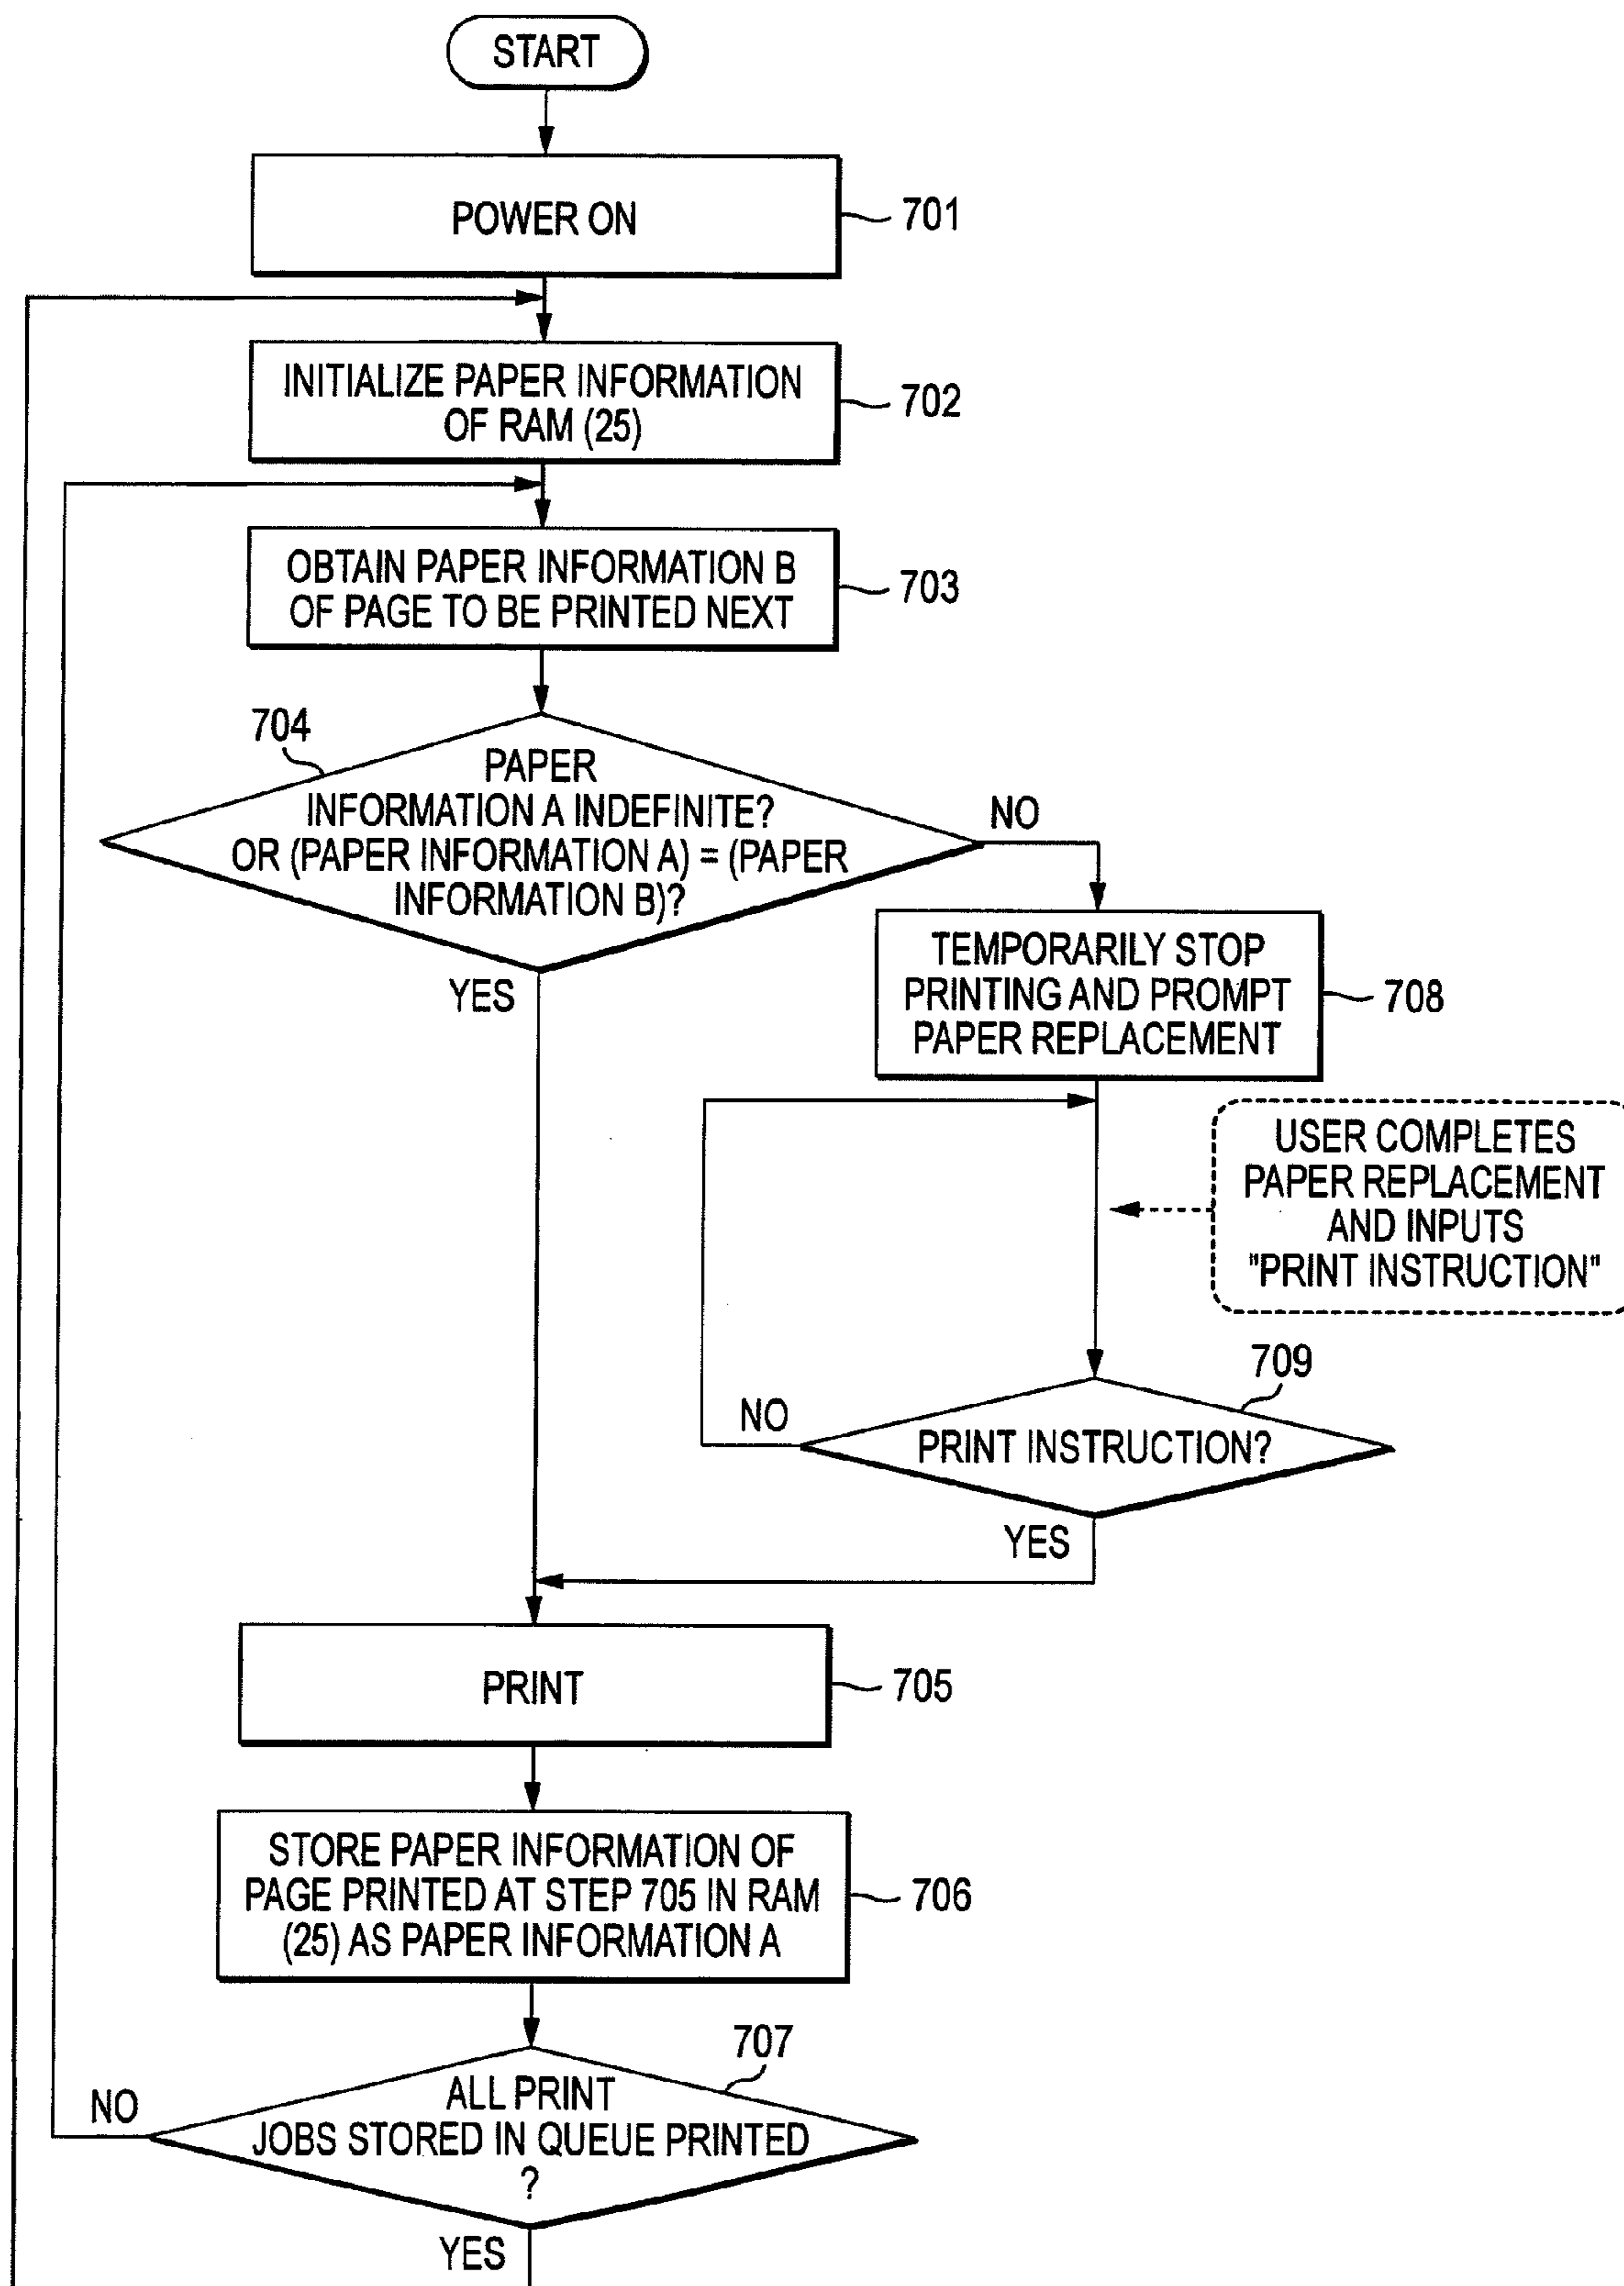 START
POWER ON
701
INITIALIZE PAPER INFORMATION
OF RAM (25)
702
OBTAIN PAPER INFORMATION B
OF PAGE TO BE PRINTED NEXT
703
704
PAPER
INFORMATION A INDEFINITE?
OR (PAPER INFORMATION A) = (PAPER
INFORMATION B)?
NO
YES
TEMPORARILY STOP
PRINTING AND PROMPT
PAPER REPLACEMENT
708
USER COMPLETES
PAPER REPLACEMENT
AND INPUTS
"PRINT INSTRUCTION"
709
NO
PRINT INSTRUCTION?
YES
PRINT
705
STORE PAPER INFORMATION OF
PAGE PRINTED AT STEP 705 IN RAM
(25) AS PAPER INFORMATION A
706
707
NO
ALL PRINT
JOBS STORED IN QUEUE PRINTED
?
YES